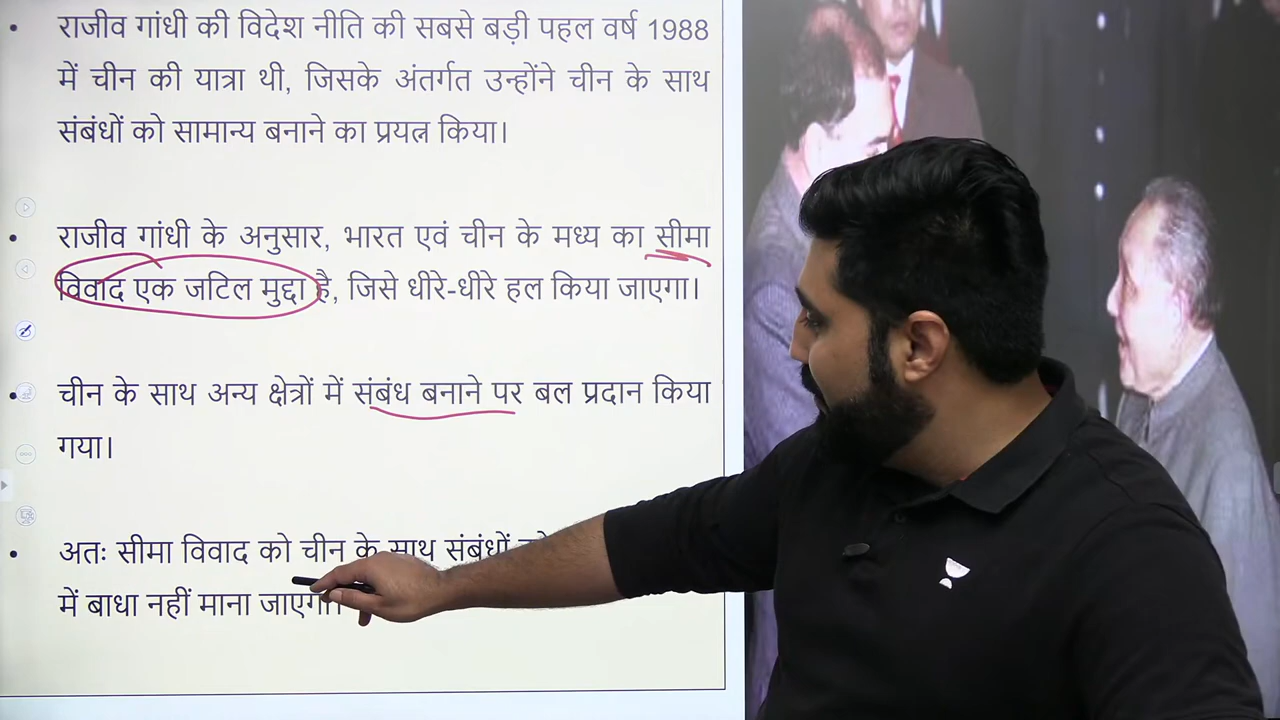 राजीव गांधी की विदेश नीति की सबसे बड़ी पहल वर्ष 1988
में चीन की यात्रा थी, जिसके अंतर्गत उन्होंने चीन के साथ
संबंधों को सामान्य बनाने का प्रयत्न किया।
राजीव गांधी के अनुसार, भारत एवं चीन के मध्य का सीमा
विवाद एक जटिल मुद्दा है, जिसे धीरे-धीरे हल किया जाएगा।
चीन के साथ अन्य क्षेत्रों में संबंध बनाने पर बल प्रदान किया
गया।
अतः सीमा विवाद को चीन के साथ संबंधों
में बाधा नहीं माना जाएगा।